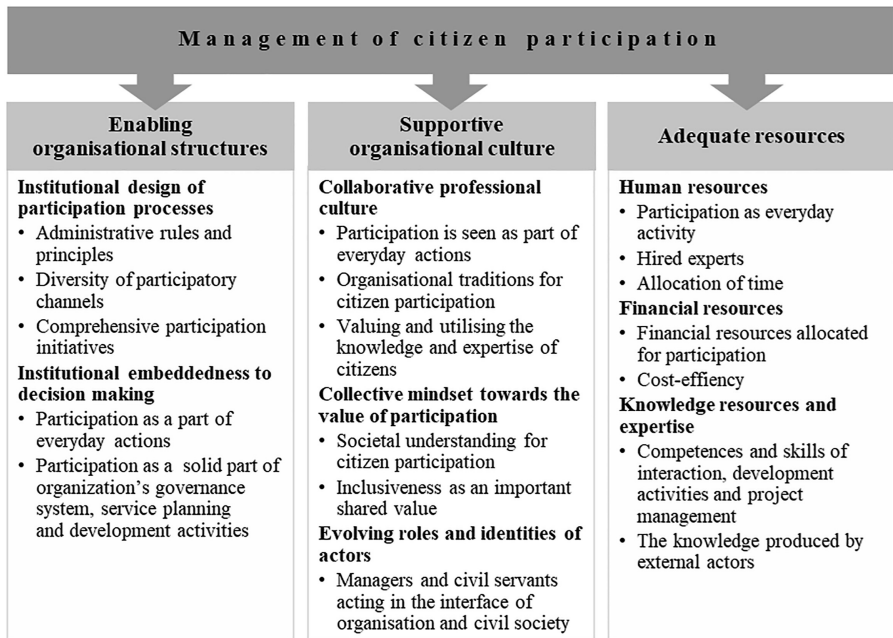 Management of citizen participation
Enabling
organisational structures
Institutional design of
participation processes
• Administrative rules and
principles
• Diversity of participatory
channels
• Comprehensive participation
initiatives
Institutional embeddedness to
decision making
• Participation as a part of
everyday actions
• Participation as a solid part of
organization’s governance
system, service planning
and development activities
Supportive
organisational culture
Collaborative professional
culture
• Participation is seen as part of
everyday actions
• Organisational traditions for
citizen participation
• Valuing and utilising the
knowledge and expertise of
citizens
Collective mindset towards the
value of participation
• Societal understanding for
citizen participation
• Inclusiveness as an important
shared value
Evolving roles and identities of
actors
• Managers and civil servants
acting in the interface of
organisation and civil society
Adequate resources
Human resources
• Participation as everyday
activity
• Hired experts
• Allocation of time
Financial resources
• Financial resources allocated
for participation
• Cost-effiency
Knowledge resources and
expertise
• Competences and skills of
interaction, development
activities and project
management
• The knowledge produced by
external actors